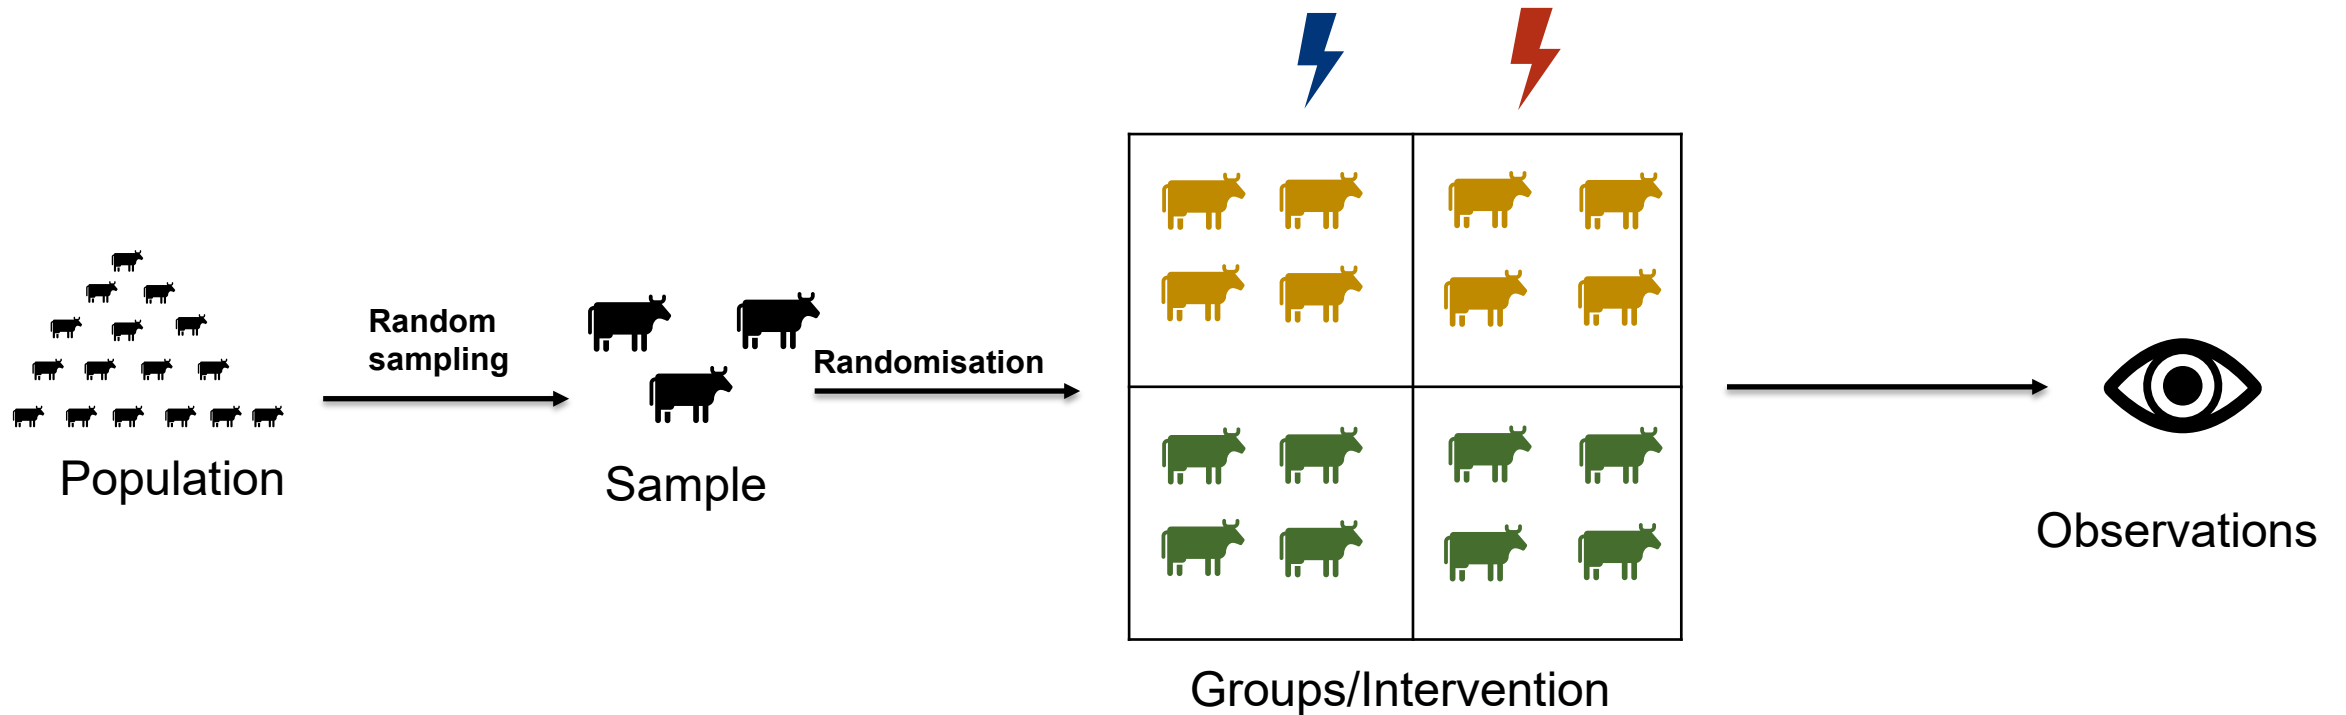 Random
sampling
Randomisation
Population
Sample
Observations
Groups/Intervention